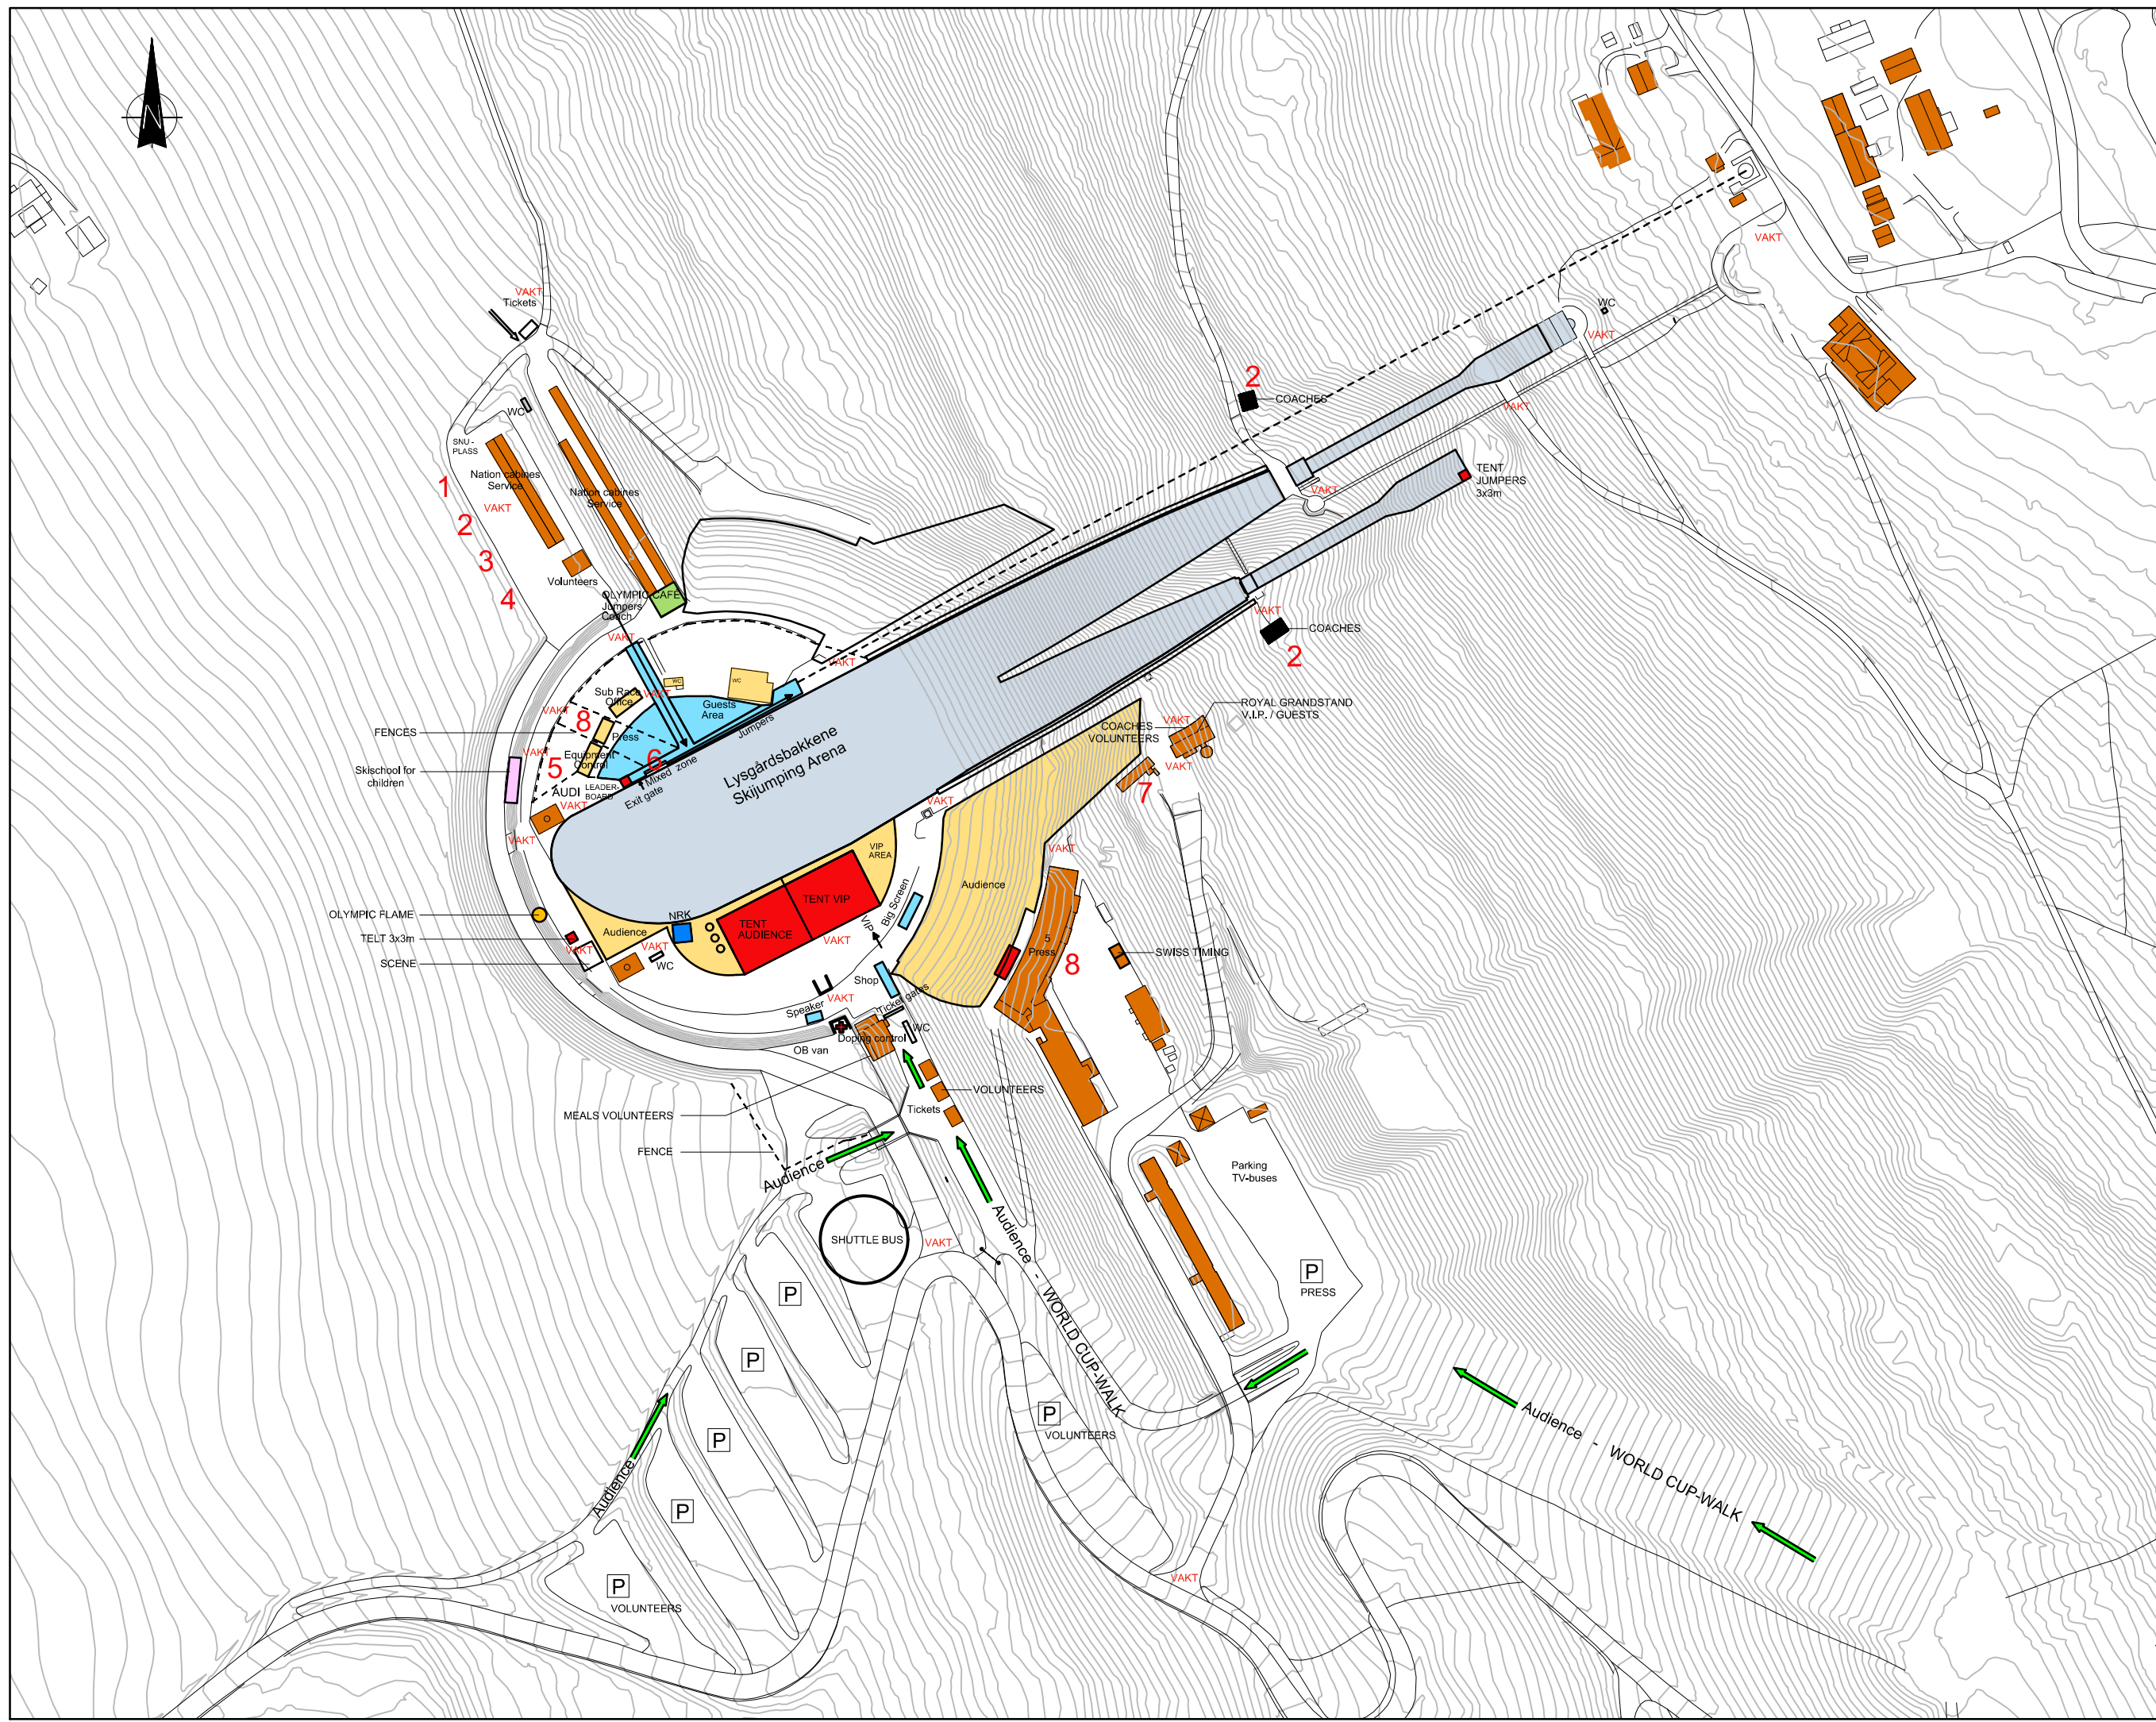 N
VAKT
VAKT
Tickets
WC
VAKT
2
COACHES
VAKT
WC
SNU -
PLASS
Nation cabines
Service
VAKT
Nation cabines
Service
1
2
3
4
TENT
JUMPERS
3x3m
VAKT
Volunteers
OLYMPIC CAFE
Jumpers
Coach
VAKT
VAKT
COACHES
2
VAKT
WC
WC
Sub Race
Office
VAKT
VAKT
8
Guests
Area
Jumpers
Press
FENCES
VAKT
5
Equipment
Control
6
Mixed zone
Exit gate
LEADER-
BOARD
AUDI
VAKT
VAKT
Skischool for
children
Lysgårdsbakkene
Skijumping Arena
ROYAL GRANDSTAND
V.I.P. / GUESTS
COACHES
VOLUNTEERS
VAKT
VAKT
7
VAKT
VAKT
VIP
AREA
TENT VIP
TENT
AUDIENCE
NRK
Audience
Audience
Big Screen
VIP
VAKT
OLYMPIC FLAME
TELT 3x3m
SCENE
VAKT
VAKT
WC
5
Press
8
SWISS TIMING
Shop
Ticket gates
VAKT
Speaker
WC
Doping control
OB van
VOLUNTEERS
Tickets
MEALS VOLUNTEERS
FENCE
Audience
SHUTTLE BUS
VAKT
Audience - WORLD CUP-WALK
Parking
TV-buses
P
PRESS
P
P
P
P
P
VOLUNTEERS
P
VOLUNTEERS
Audience
Audience - WORLD CUP-WALK
VAKT